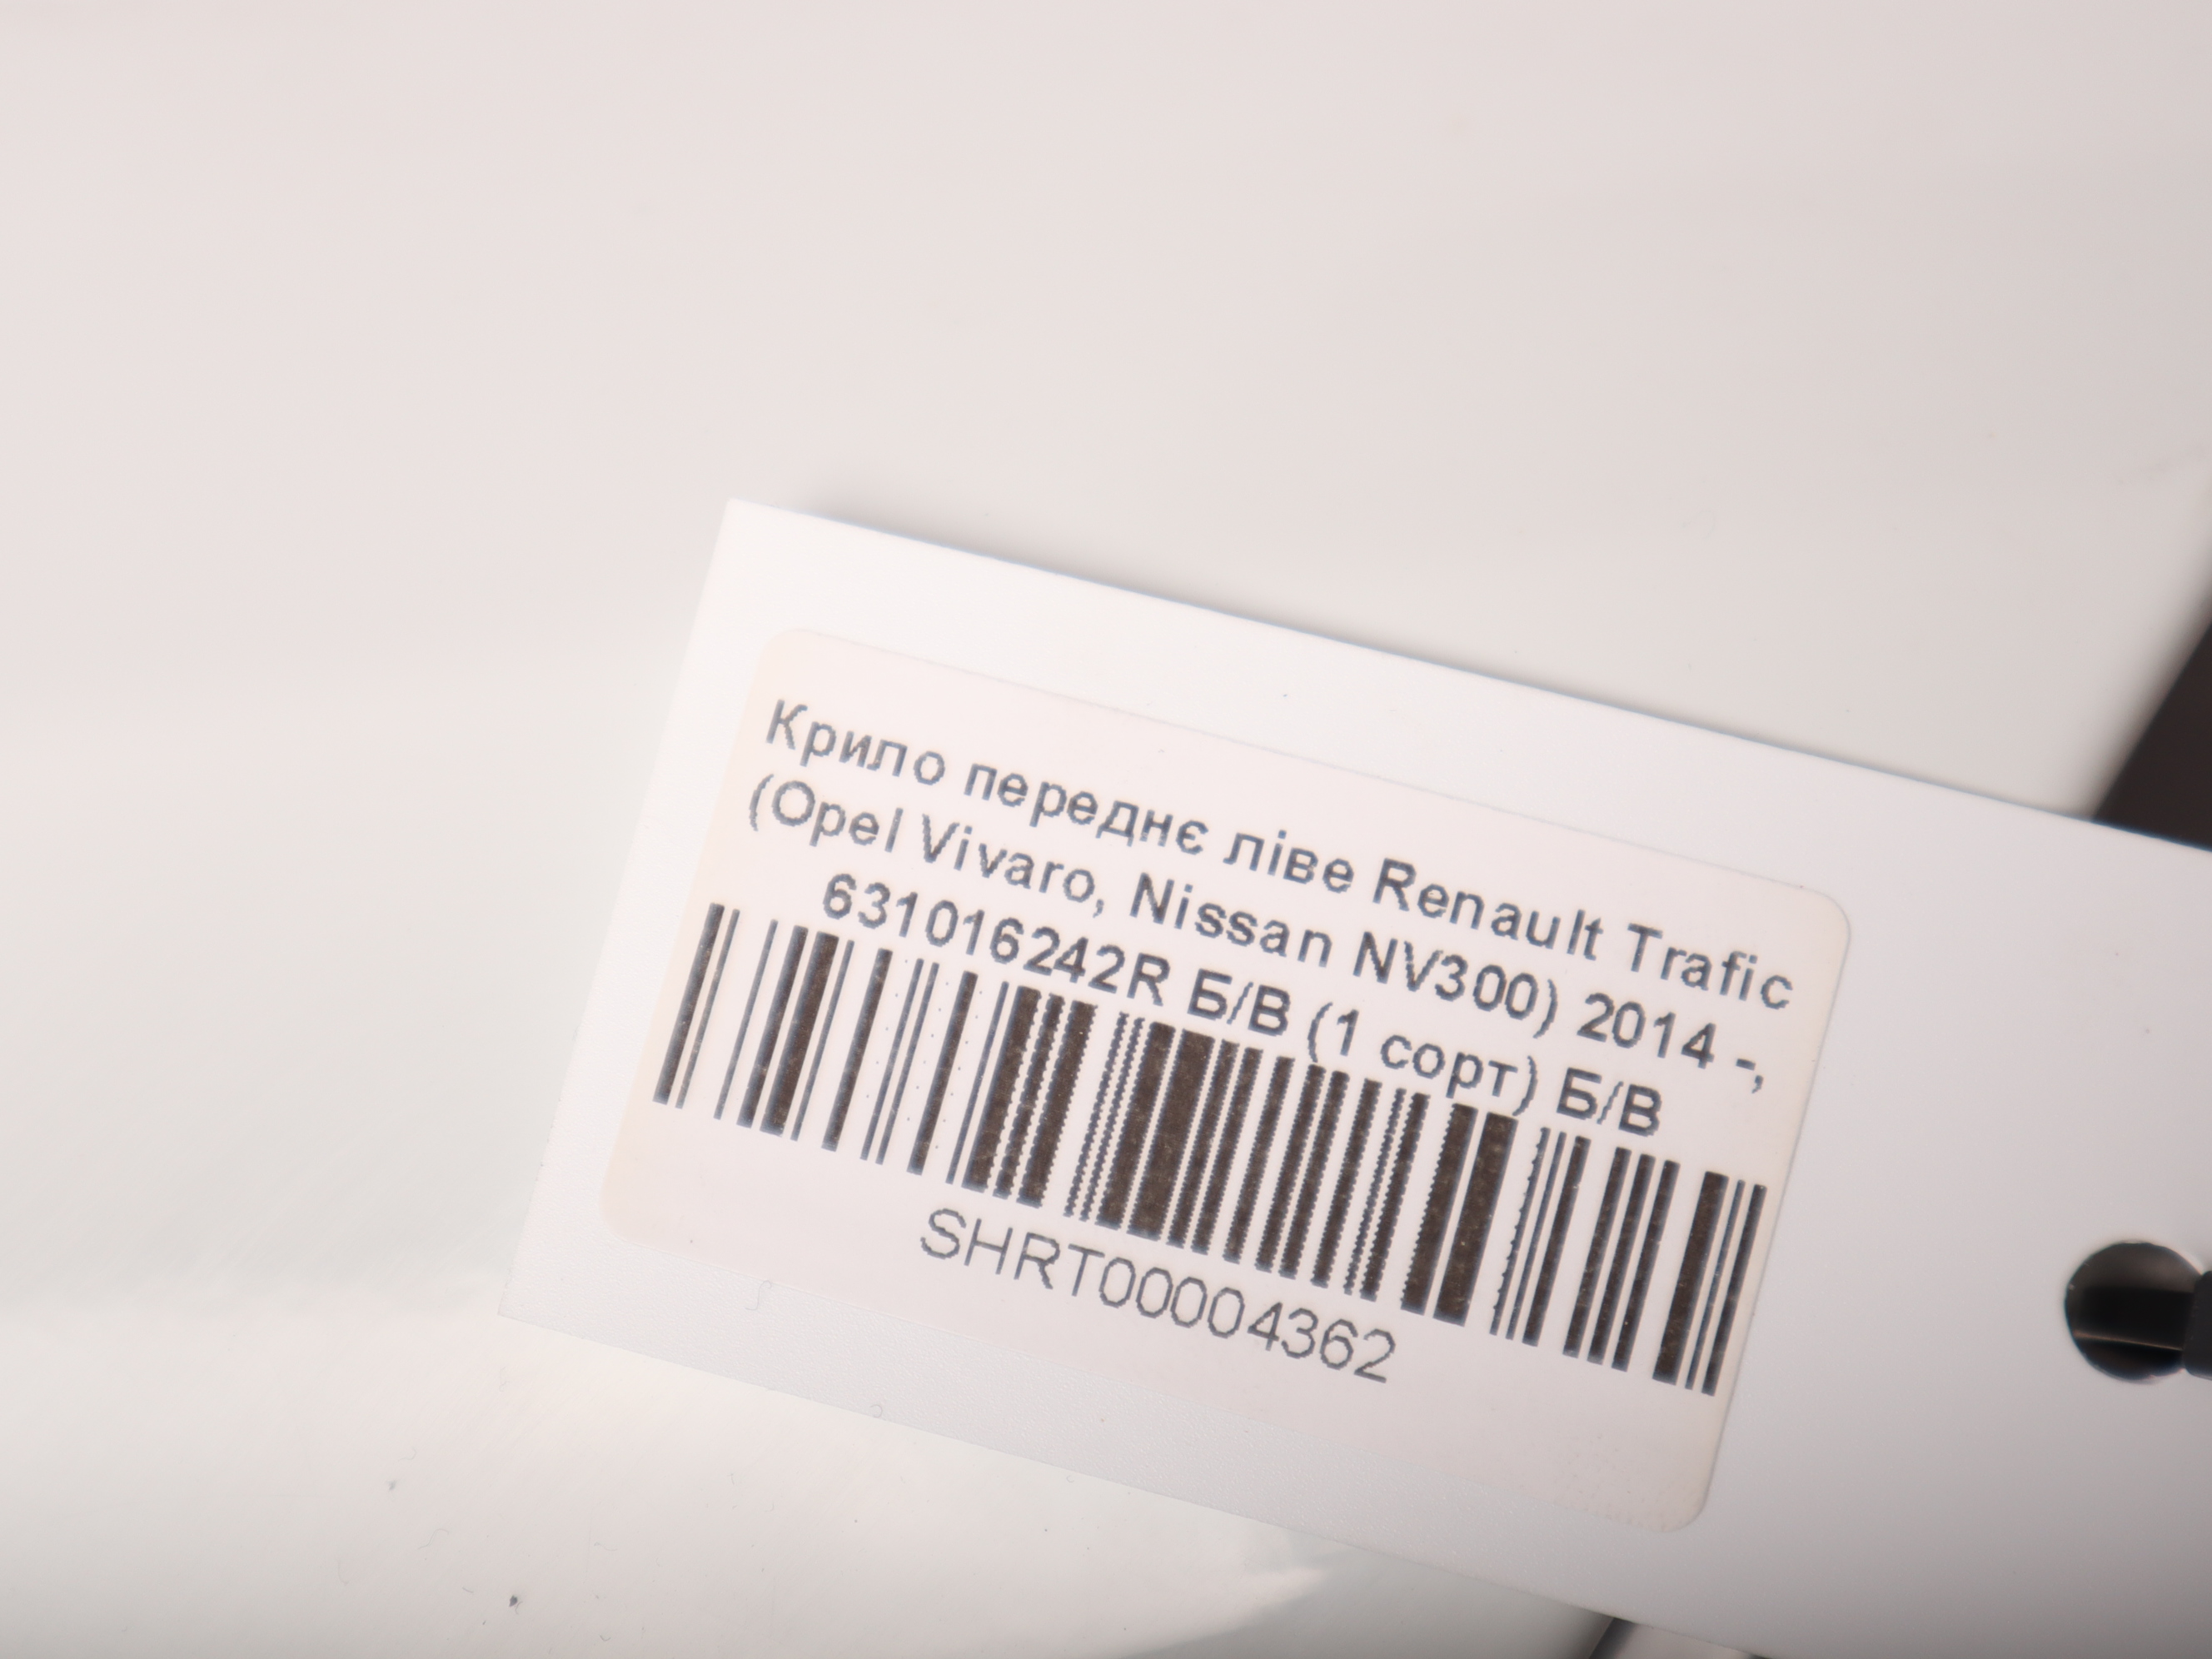 Крило переднє ліве Renault Trafic
(Opel Vivaro, Nissan NV300) 2014 -,
631016242R Б/В (1 сорт) Б/В
SHRT00004362